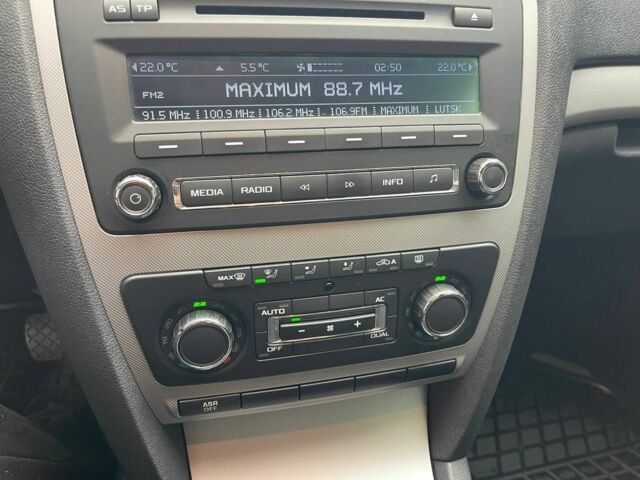 AS TP
22.0°C 5.5°C 02:50 22.0°C
MAXIMUM 88.7 MHz
FM2
91.5 MHz 100.9 MHz 106.2 MHz 106.9FM MAXIMUM LUTSK
MEDIA RADIO INFO
MAX A
22 22
AUTO AC
- +
OFF DUAL
ASR
OFF